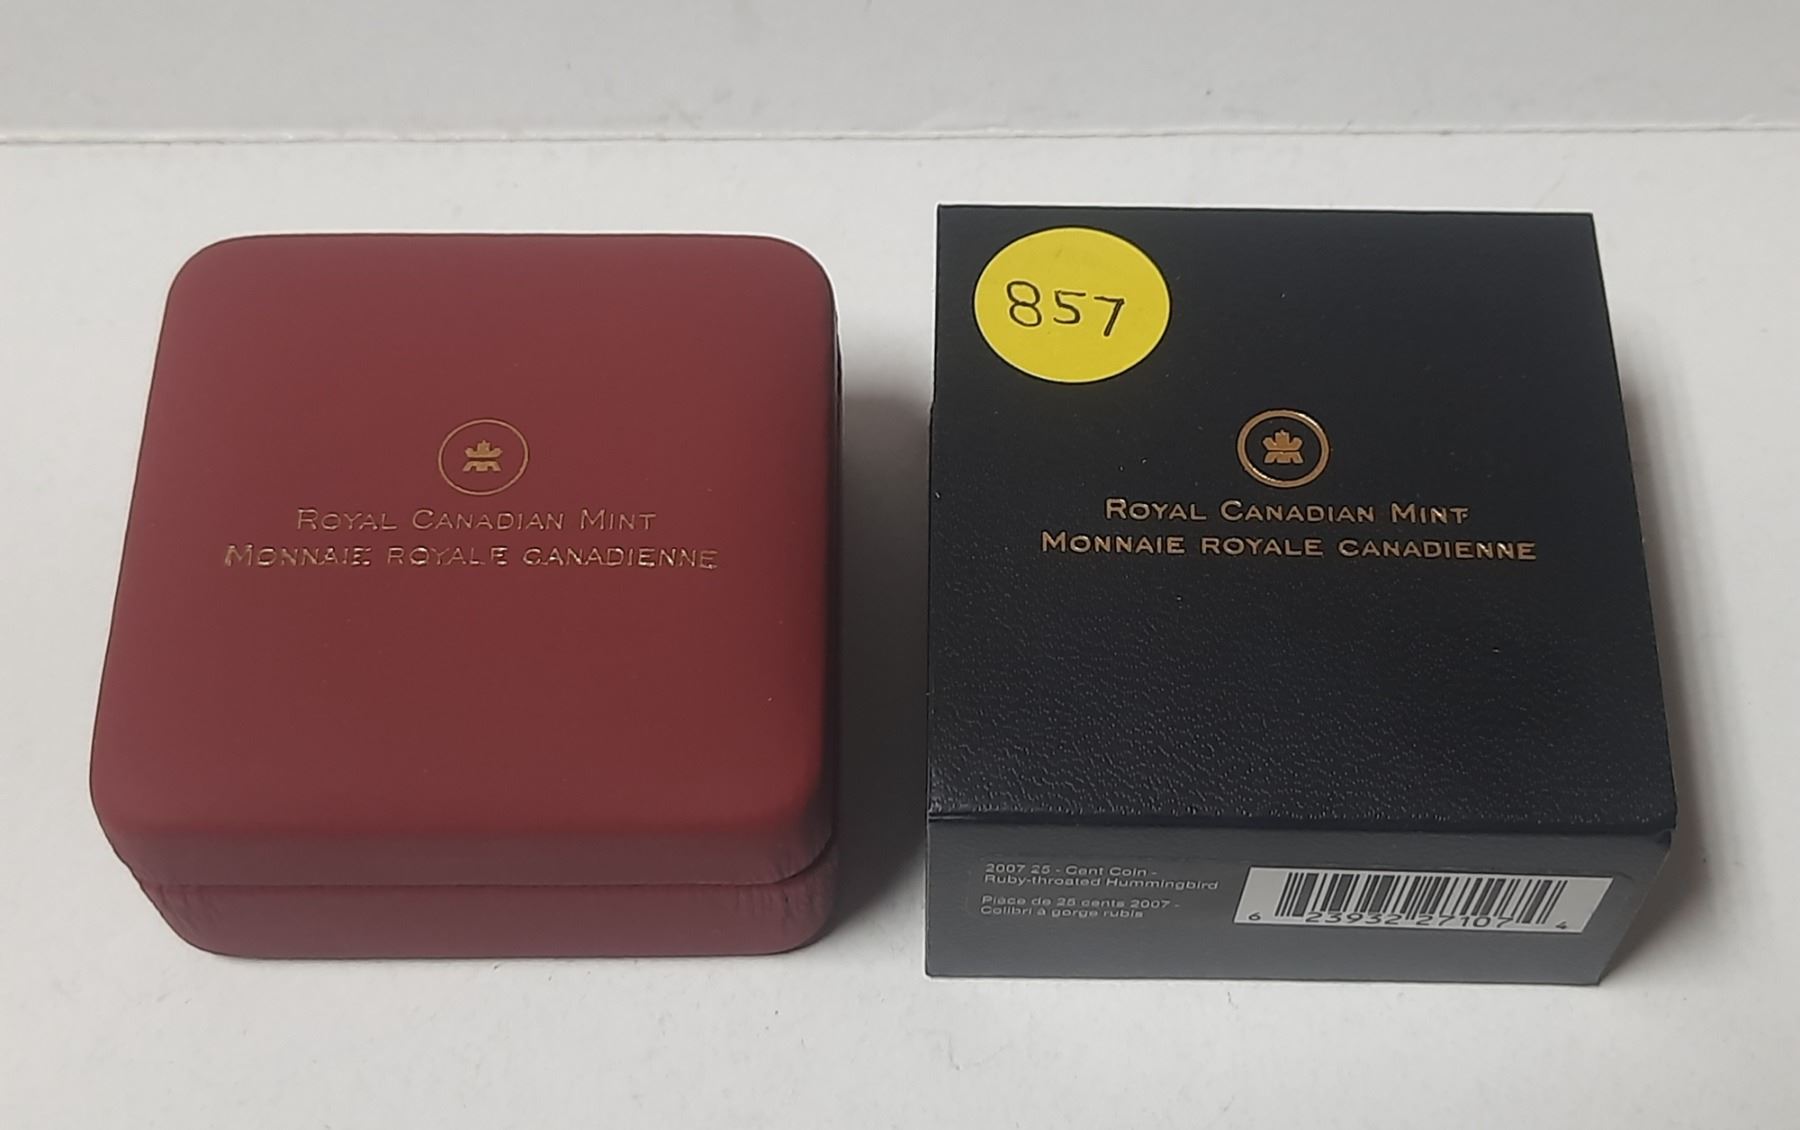 ROYAL CANADIAN MINT
MONNAIE ROYALE CANADIENNE
857
ROYAL CANADIAN MINT
MONNAIE ROYALE CANADIENNE
2007 25 - Cent Coin -
Ruby-throated Hummingbird
Pièce de 25 cents 2007 -
Colibri à gorge rubis
6 23932 27107 4